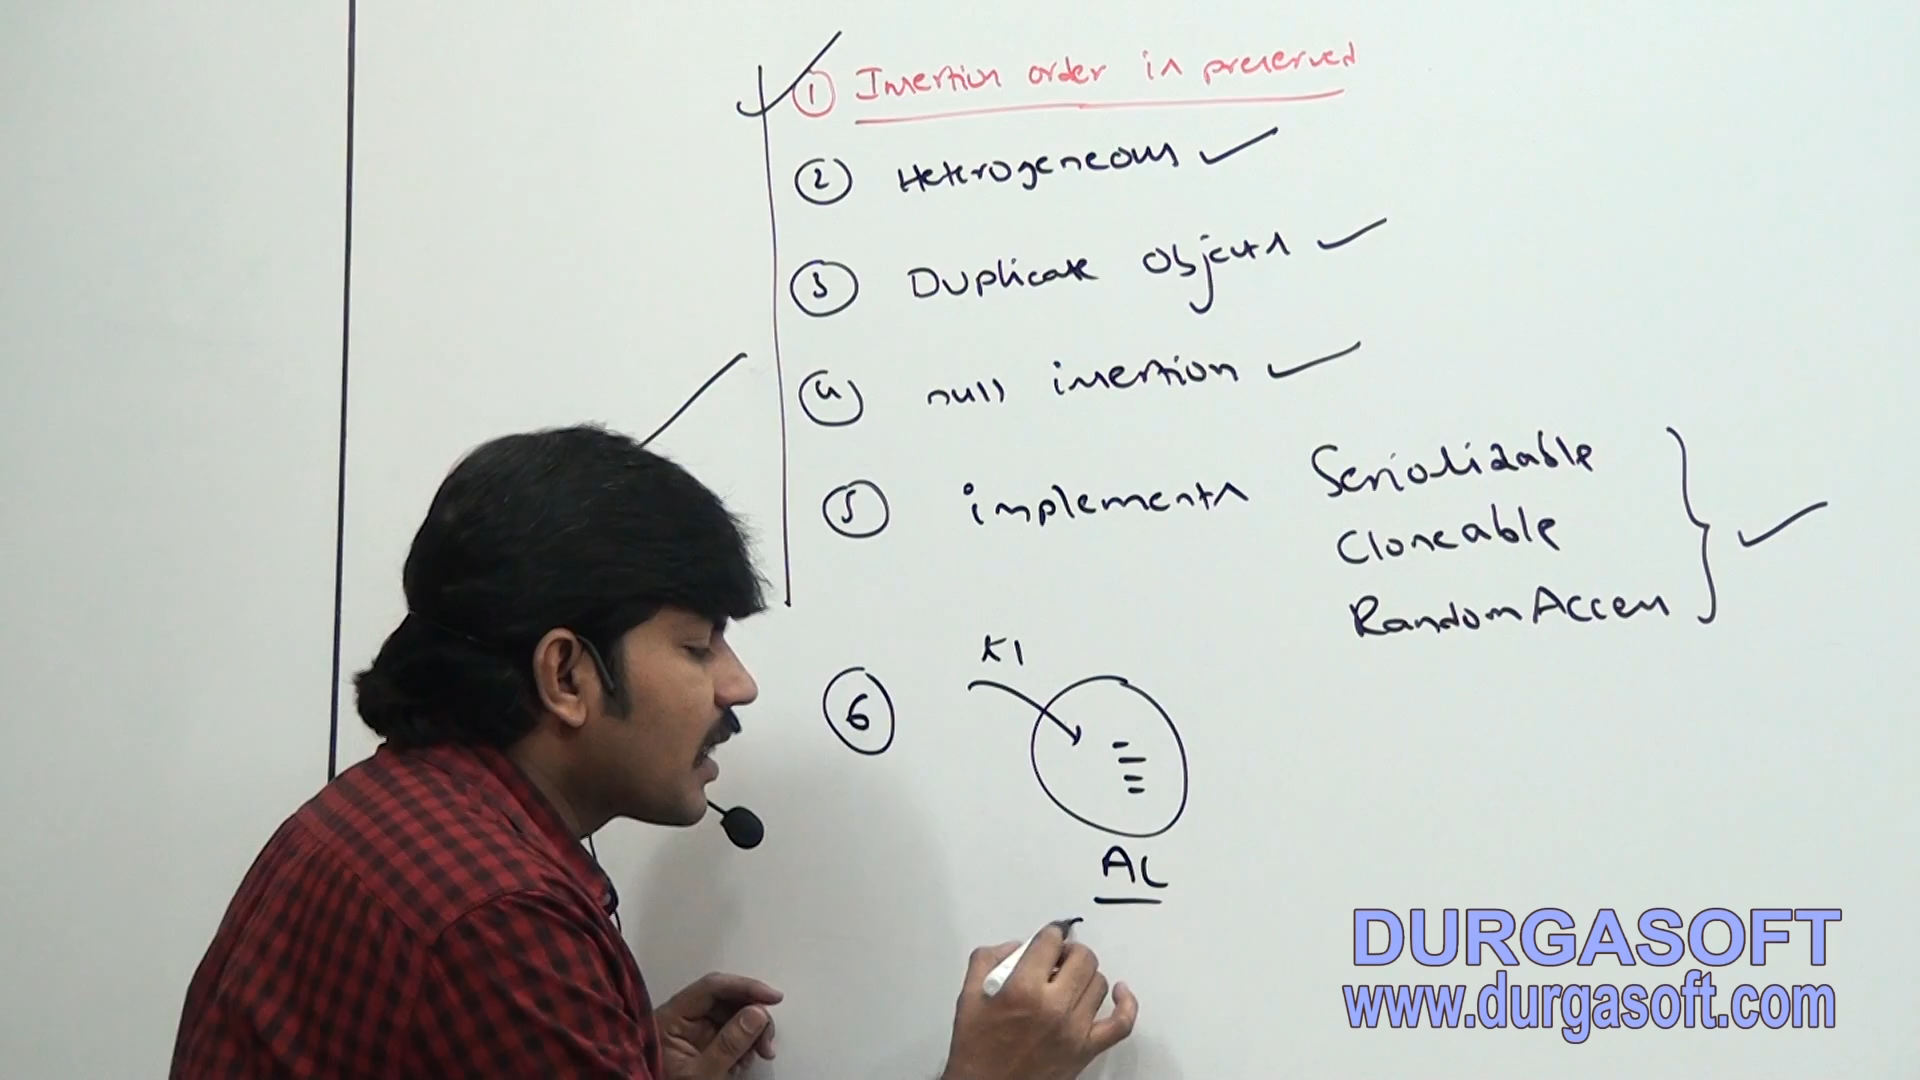 ① Insertion order is preserved
② Heterogeneous ✓
③ Duplicate Objects ✓
④ null insertion ✓
⑤ implements Serializable
Cloneable
RandomAccess
⑥
AL
DURGASOFT
www.durgasoft.com